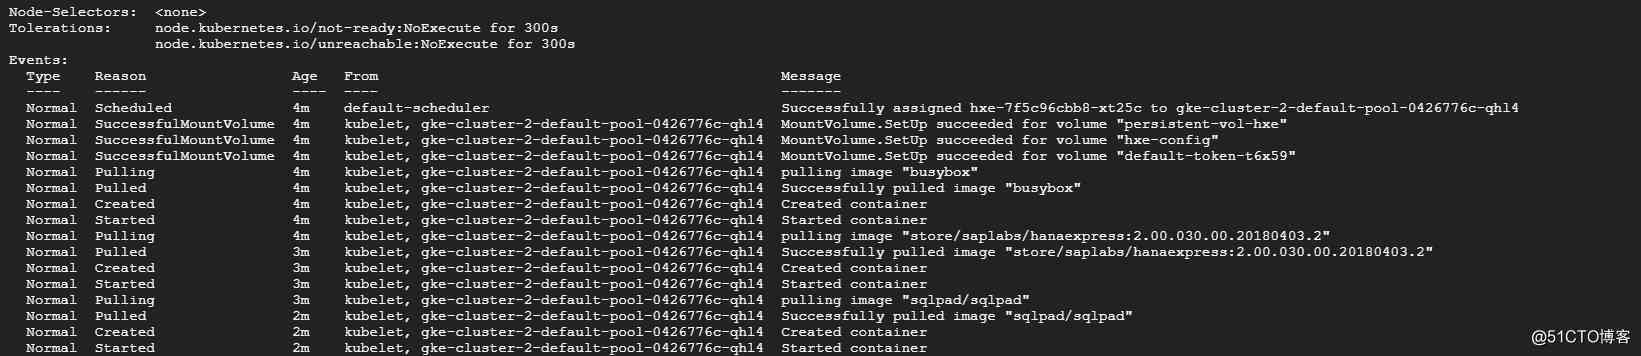 Node-Selectors:  <none>
Tolerations:     node.kubernetes.io/not-ready:NoExecute for 300s
                 node.kubernetes.io/unreachable:NoExecute for 300s
Events:
  Type    Reason                 Age   From                                               Message
  ----    ------                 ----  ----                                               -------
  Normal  Scheduled              4m    default-scheduler                                  Successfully assigned hxe-7f5c96cbb8-xt25c to gke-cluster-2-default-pool-0426776c-qhl4
  Normal  SuccessfulMountVolume  4m    kubelet, gke-cluster-2-default-pool-0426776c-qhl4  MountVolume.SetUp succeeded for volume "persistent-vol-hxe"
  Normal  SuccessfulMountVolume  4m    kubelet, gke-cluster-2-default-pool-0426776c-qhl4  MountVolume.SetUp succeeded for volume "hxe-config"
  Normal  SuccessfulMountVolume  4m    kubelet, gke-cluster-2-default-pool-0426776c-qhl4  MountVolume.SetUp succeeded for volume "default-token-t6x59"
  Normal  Pulling                4m    kubelet, gke-cluster-2-default-pool-0426776c-qhl4  pulling image "busybox"
  Normal  Pulled                 4m    kubelet, gke-cluster-2-default-pool-0426776c-qhl4  Successfully pulled image "busybox"
  Normal  Created                4m    kubelet, gke-cluster-2-default-pool-0426776c-qhl4  Created container
  Normal  Started                4m    kubelet, gke-cluster-2-default-pool-0426776c-qhl4  Started container
  Normal  Pulling                4m    kubelet, gke-cluster-2-default-pool-0426776c-qhl4  pulling image "store/saplabs/hanaexpress:2.00.030.00.20180403.2"
  Normal  Pulled                 3m    kubelet, gke-cluster-2-default-pool-0426776c-qhl4  Successfully pulled image "store/saplabs/hanaexpress:2.00.030.00.20180403.2"
  Normal  Created                3m    kubelet, gke-cluster-2-default-pool-0426776c-qhl4  Created container
  Normal  Started                3m    kubelet, gke-cluster-2-default-pool-0426776c-qhl4  Started container
  Normal  Pulling                3m    kubelet, gke-cluster-2-default-pool-0426776c-qhl4  pulling image "sqlpad/sqlpad"
  Normal  Pulled                 2m    kubelet, gke-cluster-2-default-pool-0426776c-qhl4  Successfully pulled image "sqlpad/sqlpad"
  Normal  Created                2m    kubelet, gke-cluster-2-default-pool-0426776c-qhl4  Created container
  Normal  Started                2m    kubelet, gke-cluster-2-default-pool-0426776c-qhl4  Started container
@51CTO博客